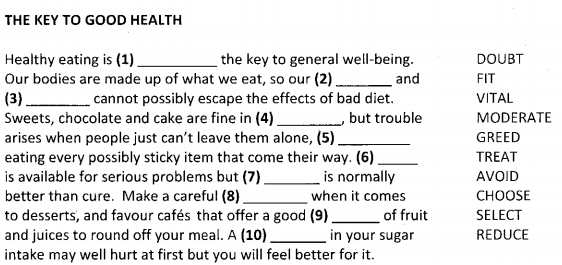 THE KEY TO GOOD HEALTH
Healthy eating is (1) __________ the key to general well-being. DOUBT
Our bodies are made up of what we eat, so our (2) _______ and FIT
(3) ________ cannot possibly escape the effects of bad diet. VITAL
Sweets, chocolate and cake are fine in (4) _________, but trouble MODERATE
arises when people just can't leave them alone, (5) _________ GREED
eating every possibly sticky item that come their way. (6) _____ TREAT
is available for serious problems but (7) _______ is normally AVOID
better than cure. Make a careful (8) ________ when it comes CHOOSE
to desserts, and favour cafés that offer a good (9) _____ of fruit SELECT
and juices to round off your meal. A (10) _______ in your sugar REDUCE
intake may well hurt at first but you will feel better for it.